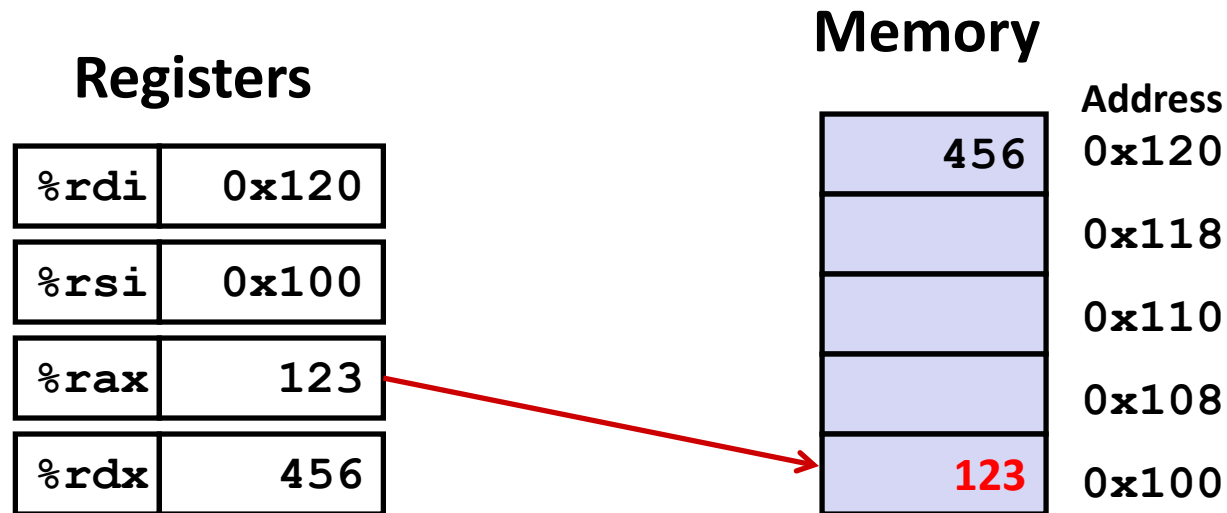 Registers
%rdi 0x120
%rsi 0x100
%rax 123
%rdx 456
Memory
Address
456 0x120
0x118
0x110
0x108
123 0x100